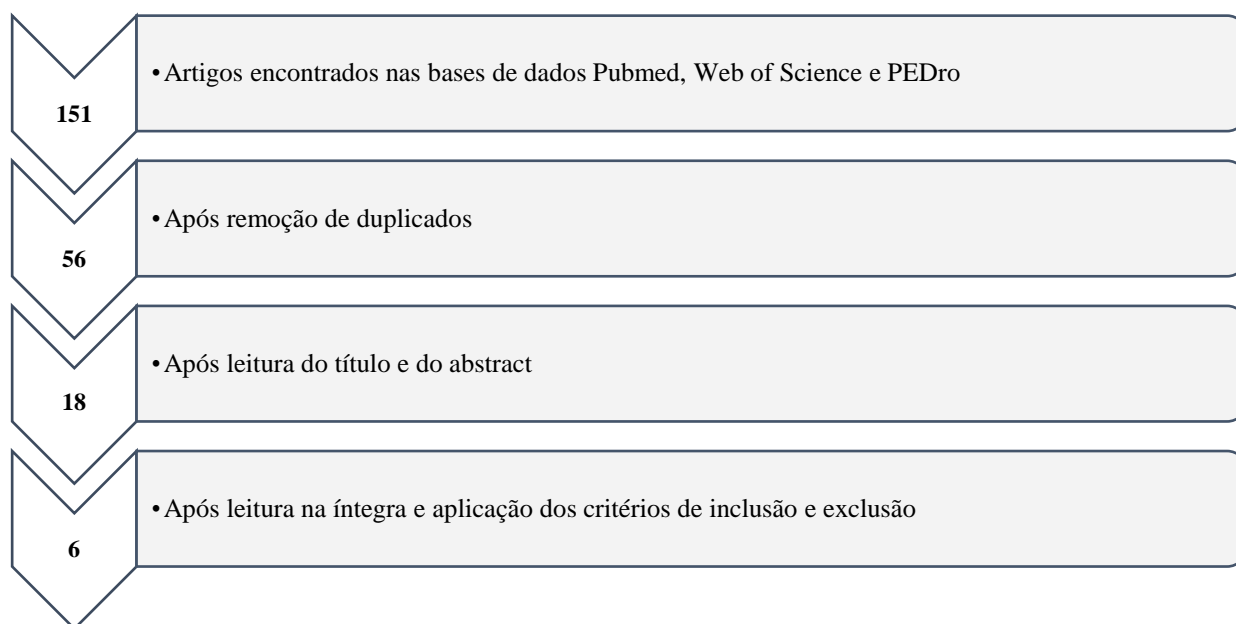 151
• Artigos encontrados nas bases de dados Pubmed, Web of Science e PEDro
56
• Após remoção de duplicados
18
• Após leitura do título e do abstract
6
• Após leitura na íntegra e aplicação dos critérios de inclusão e exclusão